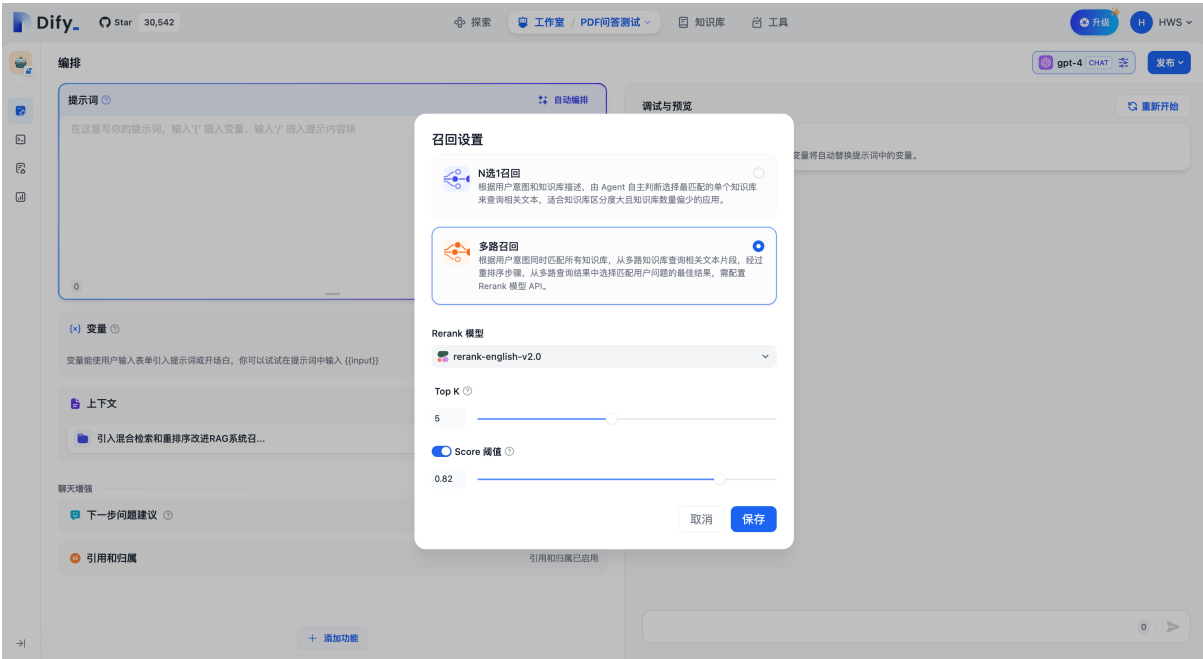 Dify_
Star 30,542
探索
工作室 / PDF问答测试
知识库
工具
升级
H HWS
编排
gpt-4 CHAT
发布
提示词
自动编排
在这里写你的提示词，输入'{' 插入变量、输入'/' 插入提示内容块
0
调试与预览
重新开始
变量将自动替换提示词中的变量。
召回设置
N选1召回
根据用户意图和知识库描述，由 Agent 自主判断选择最匹配的单个知识库
来查询相关文本，适合知识库区分度大且知识库数量偏少的应用。
多路召回
根据用户意图同时匹配所有知识库，从多路知识库查询相关文本片段，经过
重排序步骤，从多路查询结果中选择匹配用户问题的最佳结果，需配置
Rerank 模型 API。
Rerank 模型
rerank-english-v2.0
Top K
5
Score 阈值
0.82
取消
保存
{x} 变量
变量能使用户输入表单引入提示词或开场白，你可以试试在提示词中输入 {{input}}
上下文
引入混合检索和重排序改进RAG系统召...
聊天增强
下一步问题建议
引用和归属
引用和归属已启用
+ 添加功能
0